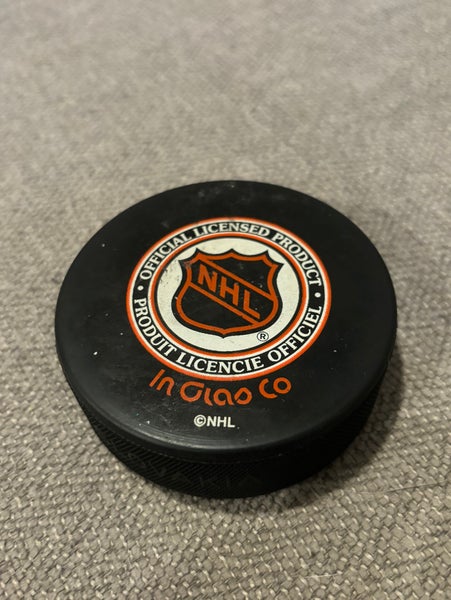 • OFFICIAL LICENSED PRODUCT •
NHL
®
PRODUIT LICENCIE OFFICIEL
In Glas Co
©NHL